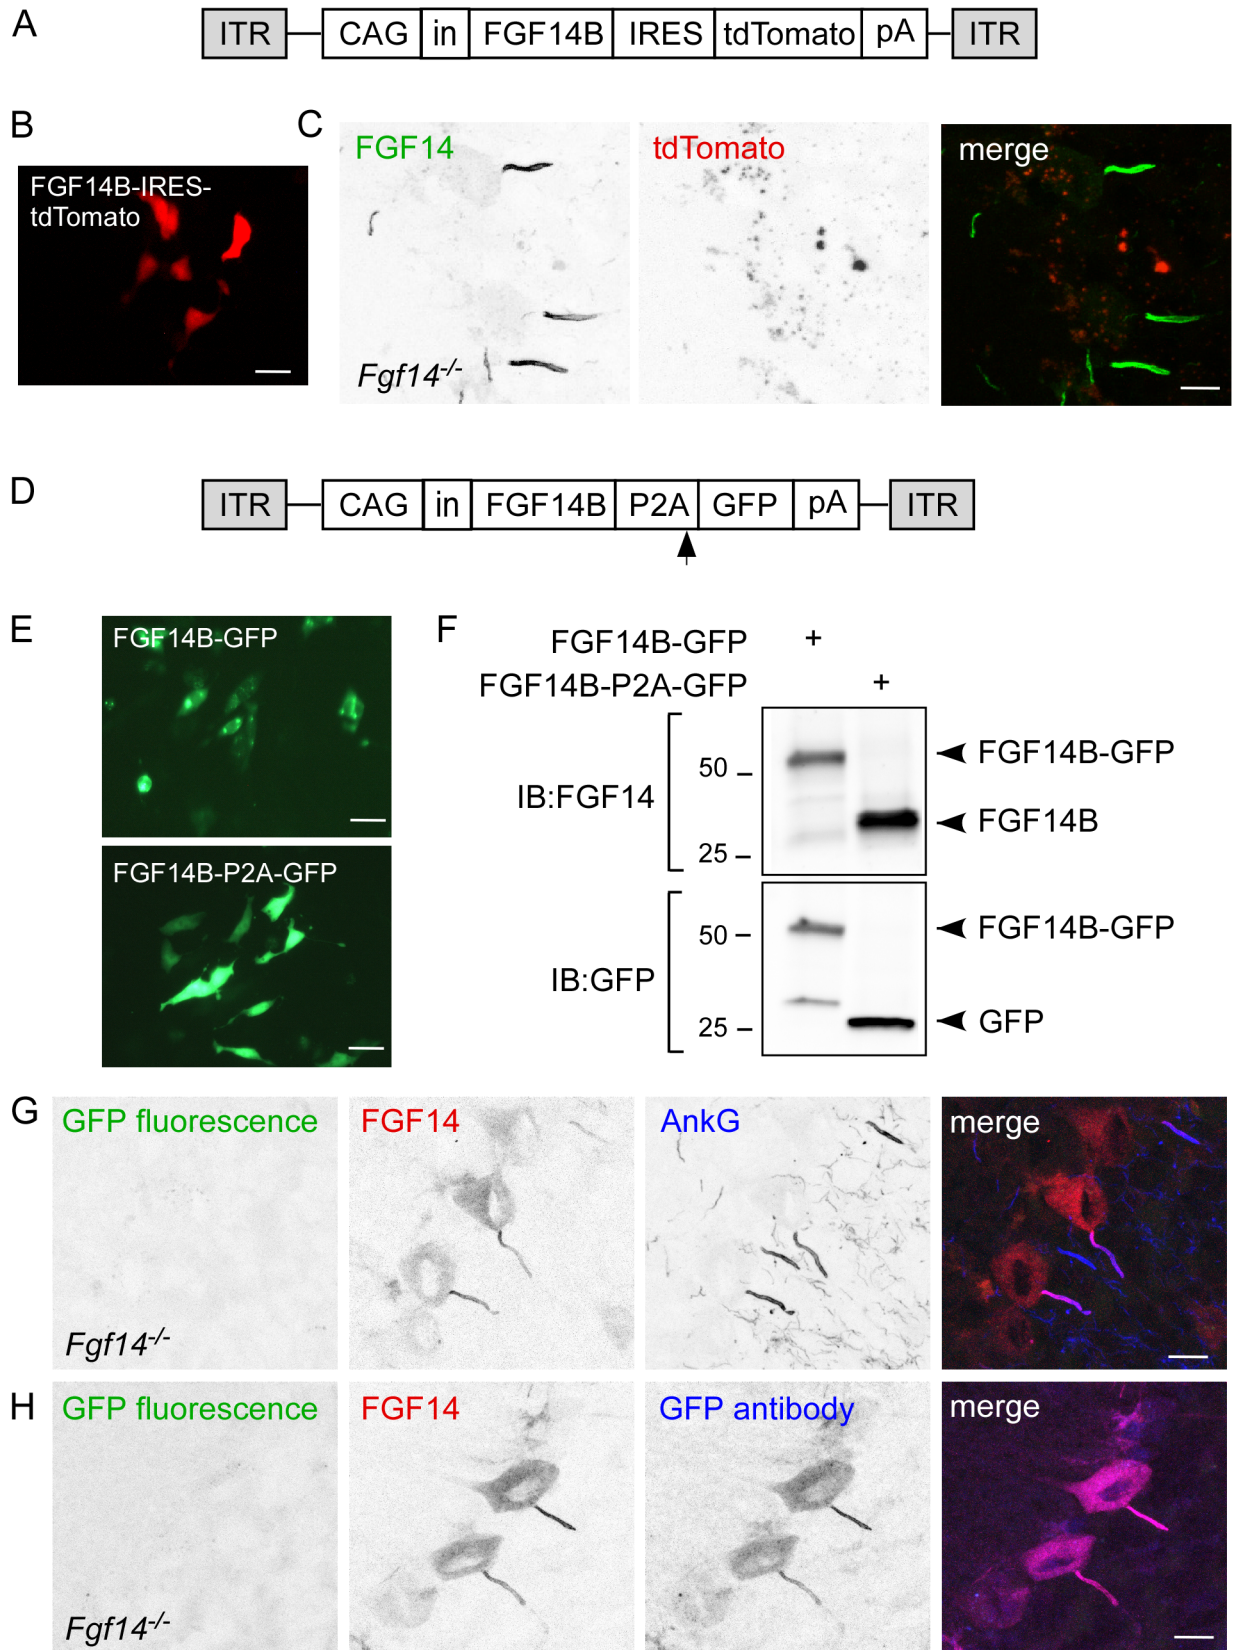 A
ITR CAG in FGF14B IRES tdTomato pA ITR
B
FGF14B-IRES-
tdTomato
C
FGF14
Fgf14-/-
tdTomato
merge
D
ITR CAG in FGF14B P2A GFP pA ITR
E
FGF14B-GFP
FGF14B-P2A-GFP
F
FGF14B-GFP +
FGF14B-P2A-GFP +
IB:FGF14
50
25
FGF14B-GFP
FGF14B
IB:GFP
50
25
FGF14B-GFP
GFP
G
GFP fluorescence
Fgf14-/-
FGF14
AnkG
merge
H
GFP fluorescence
Fgf14-/-
FGF14
GFP antibody
merge